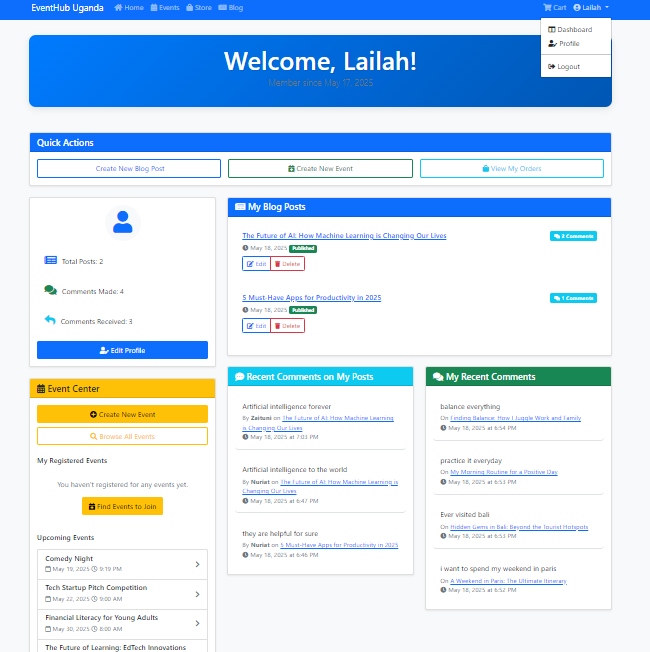 EventHub Uganda Home Events Store Blog Cart Lailah
Dashboard
Profile
Logout
Welcome, Lailah!
Member since May 17, 2025
Quick Actions
Create New Blog Post Create New Event View My Orders
Total Posts: 2
Comments Made: 4
Comments Received: 3
Edit Profile
My Blog Posts
The Future of AI: How Machine Learning is Changing Our Lives 2 Comments
May 18, 2025 Published
Edit Delete
5 Must-Have Apps for Productivity in 2025 1 Comments
May 18, 2025 Published
Edit Delete
Event Center
Create New Event
Browse All Events
My Registered Events
You haven't registered for any events yet.
Find Events to Join
Upcoming Events
Comedy Night
May 19, 2025 9:19 PM
Tech Startup Pitch Competition
May 22, 2025 9:00 AM
Financial Literacy for Young Adults
May 30, 2025 8:00 AM
The Future of Learning: EdTech Innovations
Recent Comments on My Posts
Artificial intelligence forever
By Zaituni on The Future of AI: How Machine Learning
is Changing Our Lives
May 18, 2025 at 7:03 PM
Artificial intelligence to the world
By Nuriat on The Future of AI: How Machine Learning is
Changing Our Lives
May 18, 2025 at 6:47 PM
they are helpful for sure
By Nuriat on 5 Must-Have Apps for Productivity in 2025
May 18, 2025 at 6:46 PM
My Recent Comments
balance everything
On Finding Balance: How I Juggle Work and Family
May 18, 2025 at 6:54 PM
practice it everyday
On My Morning Routine for a Positive Day
May 18, 2025 at 6:53 PM
Ever visited bali
On Hidden Gems in Bali: Beyond the Tourist Hotspots
May 18, 2025 at 6:53 PM
i want to spend my weekend in paris
On A Weekend in Paris: The Ultimate Itinerary
May 18, 2025 at 6:52 PM